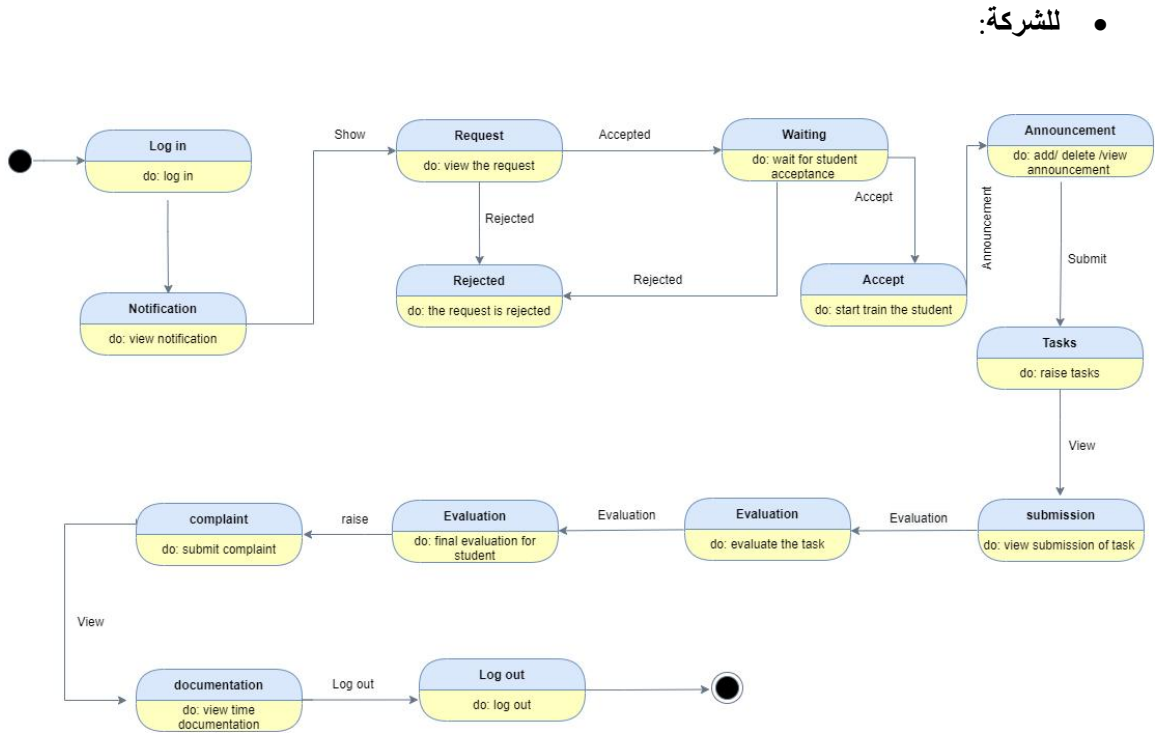 • للشركة:
Log in
do: log in
Show
Request
do: view the request
Accepted
Waiting
do: wait for student
acceptance
Announcement
do: add/ delete /view
announcement
Accept
Announcement
Rejected
Submit
Notification
do: view notification
Rejected
do: the request is rejected
Rejected
Accept
do: start train the student
Tasks
do: raise tasks
View
complaint
do: submit complaint
raise
Evaluation
do: final evaluation for
student
Evaluation
Evaluation
do: evaluate the task
Evaluation
submission
do: view submission of task
View
documentation
do: view time
documentation
Log out
Log out
do: log out